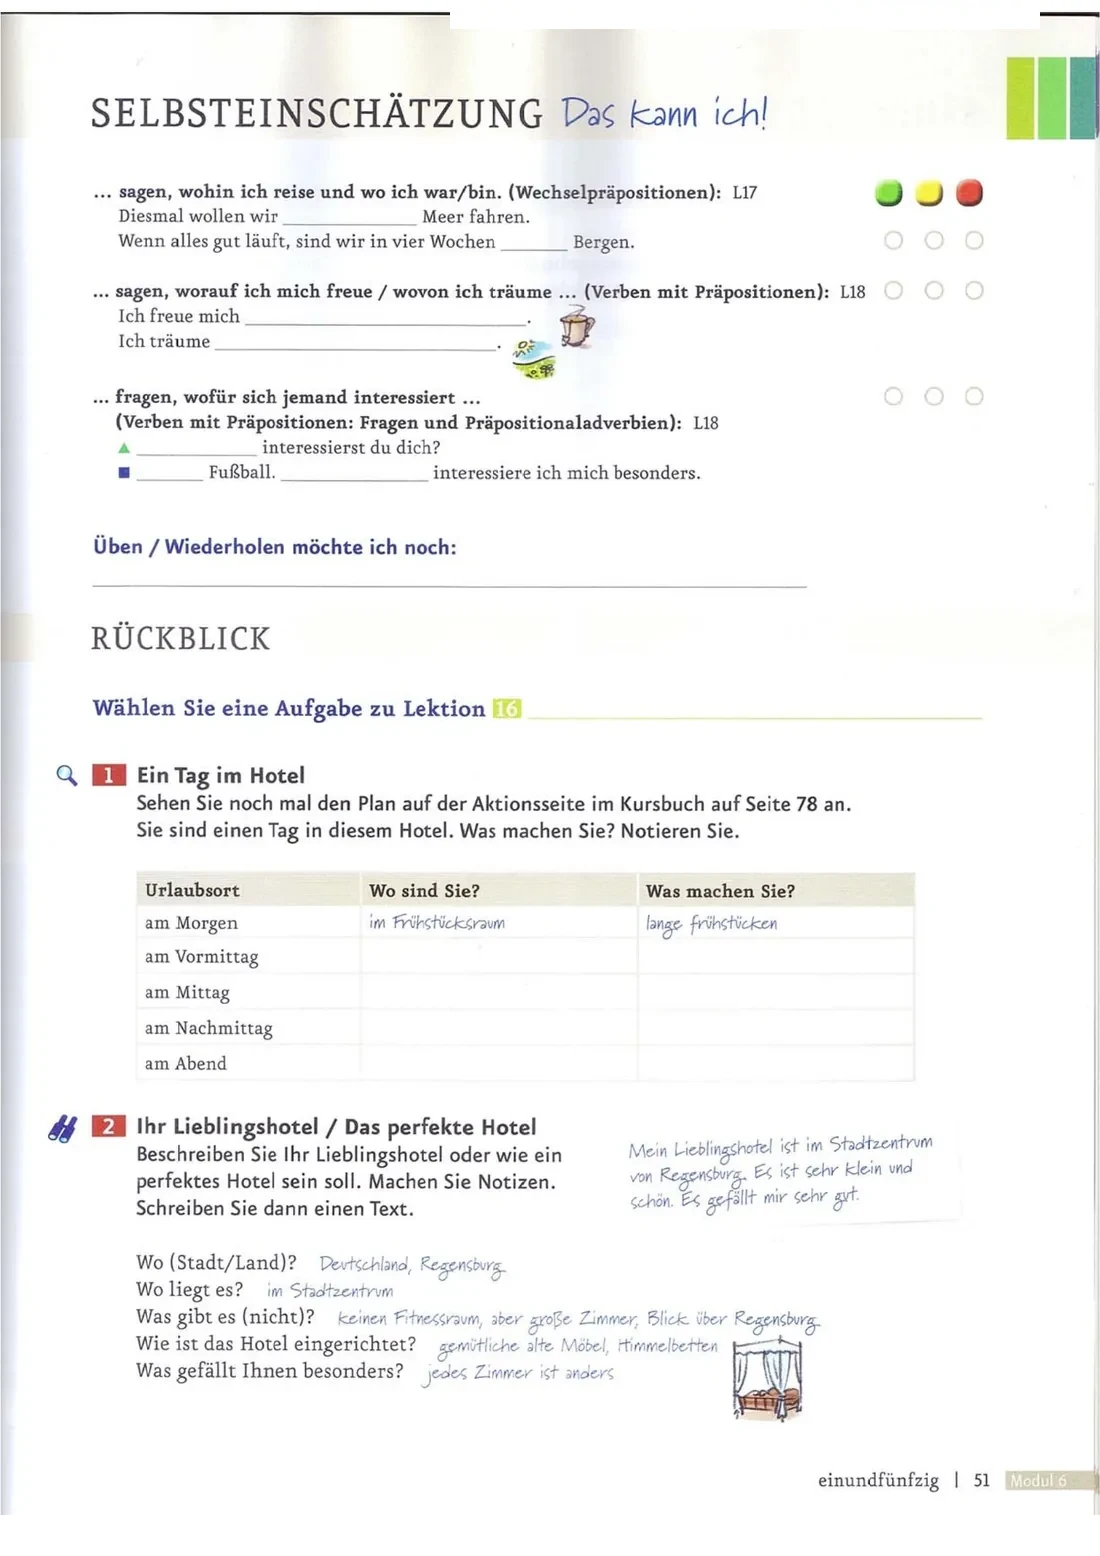 SELBSTEINSCHÄTZUNG Das kann ich!
... sagen, wohin ich reise und wo ich war/bin. (Wechselpräpositionen): L17
Diesmal wollen wir ____________ Meer fahren.
Wenn alles gut läuft, sind wir in vier Wochen ______ Bergen.
... sagen, worauf ich mich freue / wovon ich träume ... (Verben mit Präpositionen): L18
Ich freue mich ____________________________.
Ich träume ____________________________.
... fragen, wofür sich jemand interessiert ...
(Verben mit Präpositionen: Fragen und Präpositionaladverbien): L18
▲ ____________ interessierst du dich?
■ ______ Fußball. ______________ interessiere ich mich besonders.
Üben / Wiederholen möchte ich noch:
RÜCKBLICK
Wählen Sie eine Aufgabe zu Lektion 16
1 Ein Tag im Hotel
Sehen Sie noch mal den Plan auf der Aktionsseite im Kursbuch auf Seite 78 an.
Sie sind einen Tag in diesem Hotel. Was machen Sie? Notieren Sie.
Urlaubsort Wo sind Sie? Was machen Sie?
am Morgen im Frühstücksraum lange frühstücken
am Vormittag
am Mittag
am Nachmittag
am Abend
2 Ihr Lieblingshotel / Das perfekte Hotel
Beschreiben Sie Ihr Lieblingshotel oder wie ein
perfektes Hotel sein soll. Machen Sie Notizen.
Schreiben Sie dann einen Text.
Mein Lieblingshotel ist im Stadtzentrum
von Regensburg. Es ist sehr klein und
schön. Es gefällt mir sehr gut.
Wo (Stadt/Land)? Deutschland, Regensburg
Wo liegt es? im Stadtzentrum
Was gibt es (nicht)? keinen Fitnessraum, aber große Zimmer, Blick über Regensburg
Wie ist das Hotel eingerichtet? gemütliche alte Möbel, Himmelbetten
Was gefällt Ihnen besonders? jedes Zimmer ist anders
einundfünfzig | 51 Modul 6